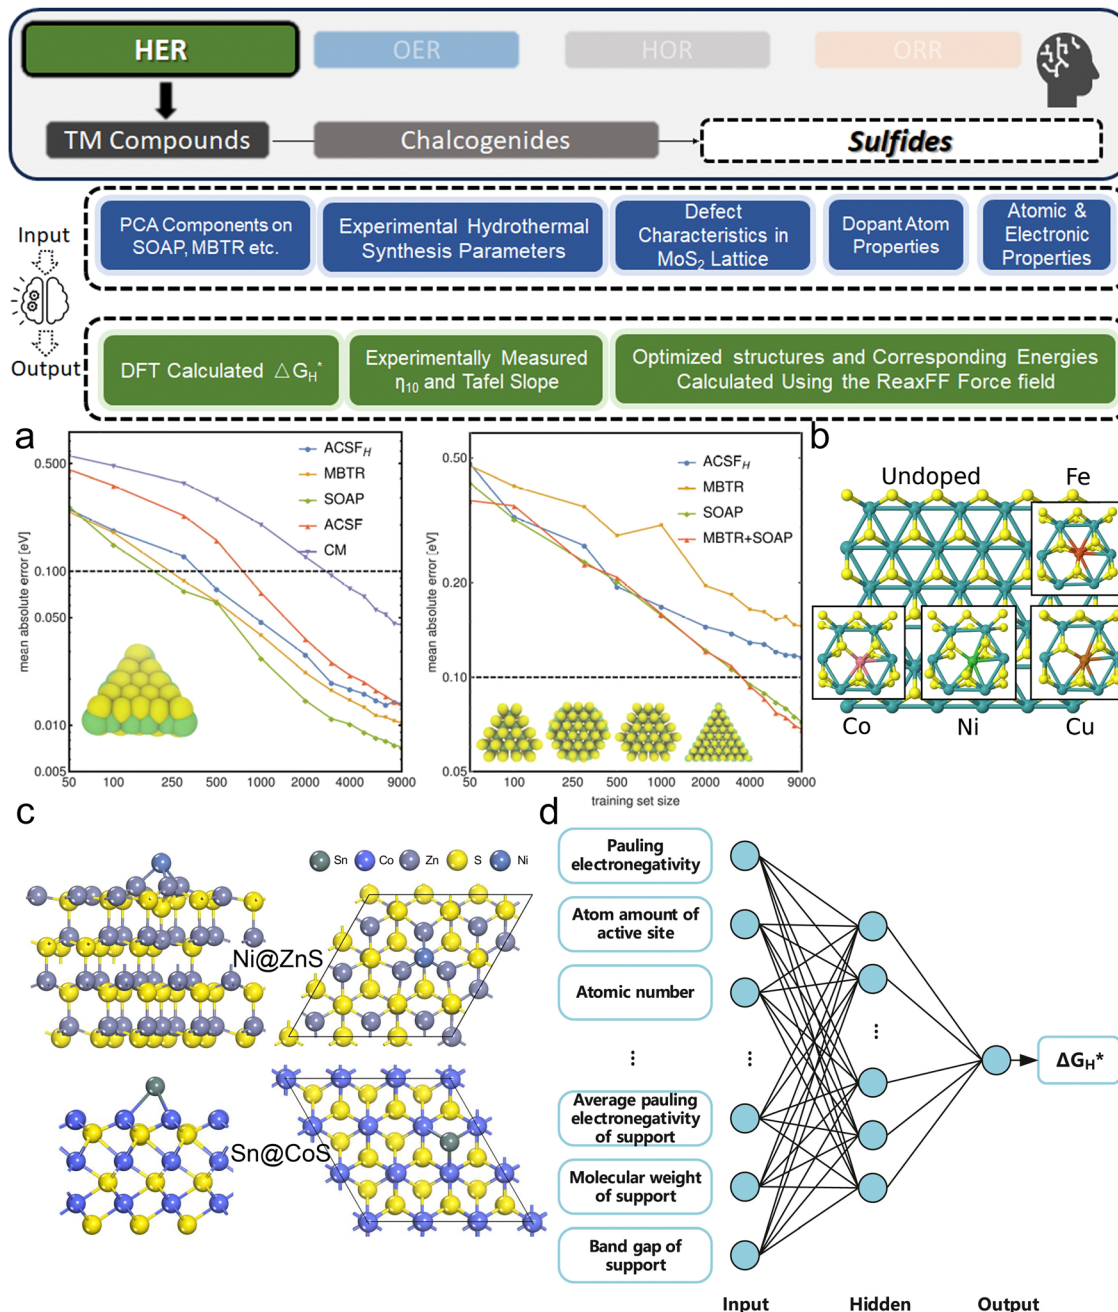 HER
OER
HOR
ORR
TM Compounds
Chalcogenides
Sulfides
Input
PCA Components on
SOAP, MBTR etc.
Experimental Hydrothermal
Synthesis Parameters
Defect
Characteristics in
MoS₂ Lattice
Dopant Atom
Properties
Atomic &
Electronic
Properties
Output
DFT Calculated △G_H*
Experimentally Measured
η₁₀ and Tafel Slope
Optimized structures and Corresponding Energies
Calculated Using the ReaxFF Force field
a
mean absolute error [eV]
0.500
0.100
0.050
0.010
0.005
ACSF_H
MBTR
SOAP
ACSF
CM
50
100
250
500
1000
2000
4000
9000
mean absolute error [eV]
0.50
0.20
0.10
0.05
ACSF_H
MBTR
SOAP
MBTR+SOAP
50
100
250
500
1000
2000
4000
9000
training set size
b
Undoped
Fe
Co
Ni
Cu
c
Sn
Co
Zn
S
Ni
Ni@ZnS
Sn@CoS
d
Pauling
electronegativity
Atom amount of
active site
Atomic number
⋮
⋮
⋮
Average pauling
electronegativity
of support
Molecular weight
of support
Band gap of
support
ΔG_H*
Input
Hidden
Output